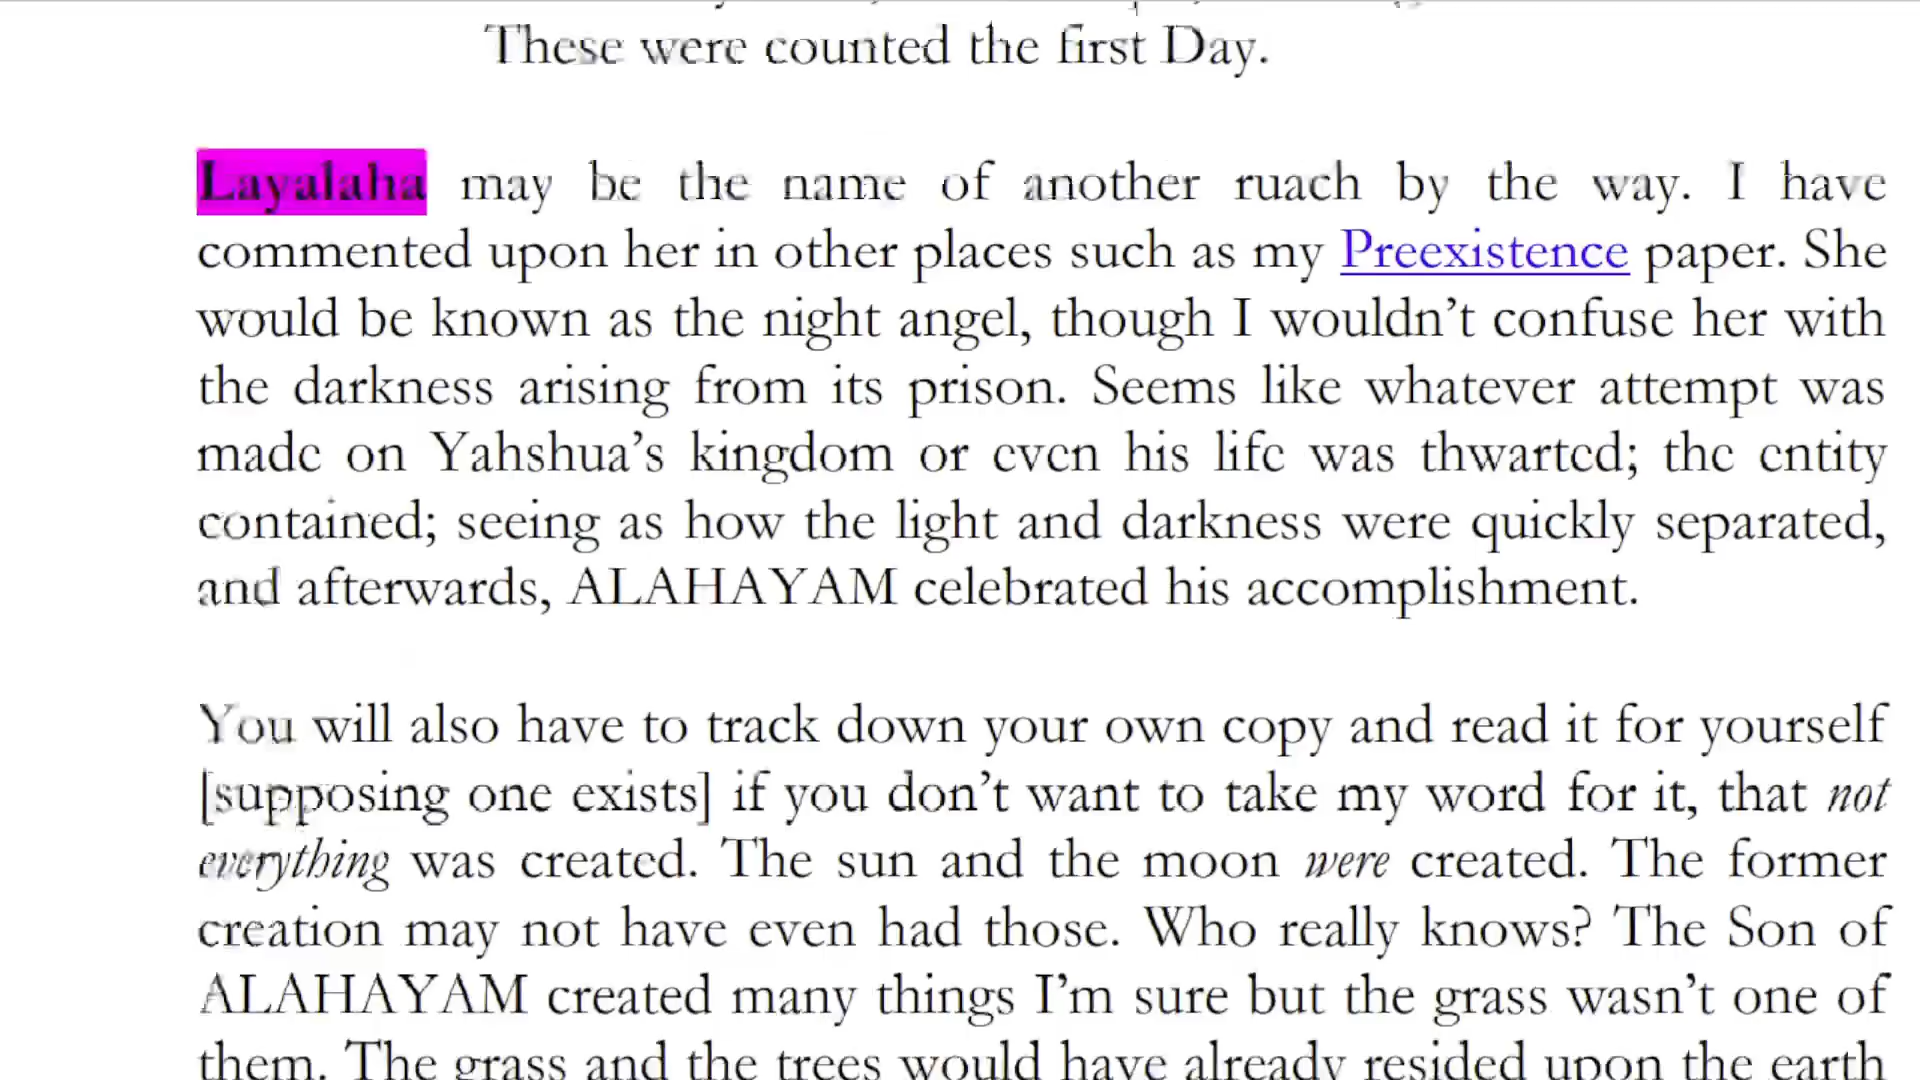 These were counted the first Day.
Layalaha may be the name of another ruach by the way. I have
commented upon her in other places such as my Preexistence paper. She
would be known as the night angel, though I wouldn’t confuse her with
the darkness arising from its prison. Seems like whatever attempt was
made on Yahshua’s kingdom or even his life was thwarted; the entity
contained; seeing as how the light and darkness were quickly separated,
and afterwards, ALAHAYAM celebrated his accomplishment.
You will also have to track down your own copy and read it for yourself
[supposing one exists] if you don’t want to take my word for it, that not
everything was created. The sun and the moon were created. The former
creation may not have even had those. Who really knows? The Son of
ALAHAYAM created many things I’m sure but the grass wasn’t one of
them. The grass and the trees would have already resided upon the earth